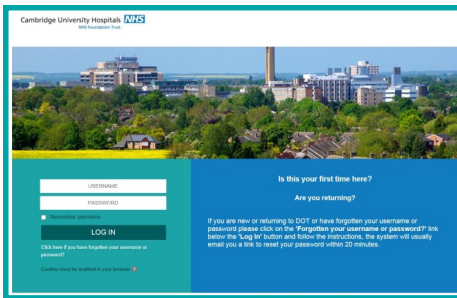 Cambridge University Hospitals NHS
NHS Foundation Trust
USERNAME
PASSWORD
Remember username
LOG IN
Click here if you have forgotten your username or
password?
Cookies must be enabled in your browser ?
Is this your first time here?
Are you returning?
If you are new or returning to DOT or have forgotten your username or
password please click on the 'Forgotten your username or password?' link
below the 'Log In' button and follow the instructions, the system will usually
email you a link to reset your password within 20 minutes.